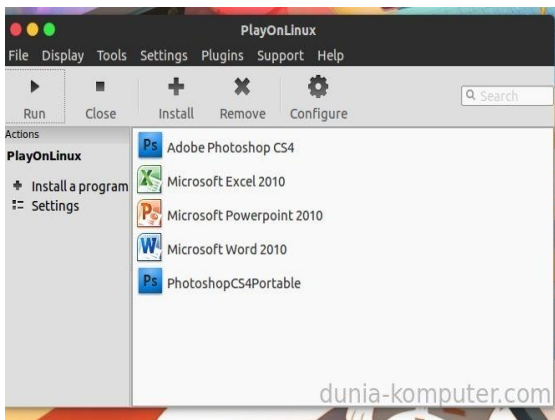 PlayOnLinux
File Display Tools Settings Plugins Support Help
Run Close Install Remove Configure
Search
Actions
PlayOnLinux
Install a program
Settings
Ps Adobe Photoshop CS4
Microsoft Excel 2010
Microsoft Powerpoint 2010
Microsoft Word 2010
Ps PhotoshopCS4Portable
dunia-komputer.com